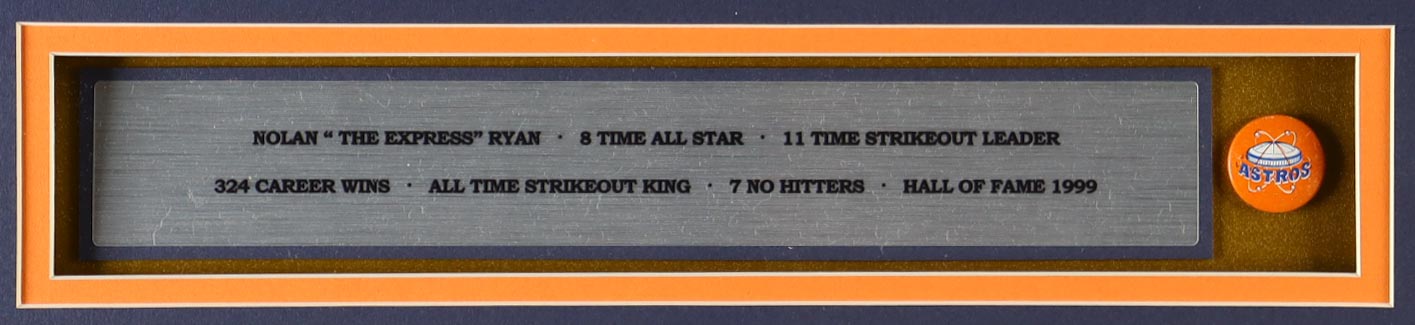 NOLAN “ THE EXPRESS” RYAN · 8 TIME ALL STAR · 11 TIME STRIKEOUT LEADER
324 CAREER WINS · ALL TIME STRIKEOUT KING · 7 NO HITTERS · HALL OF FAME 1999
ASTROS